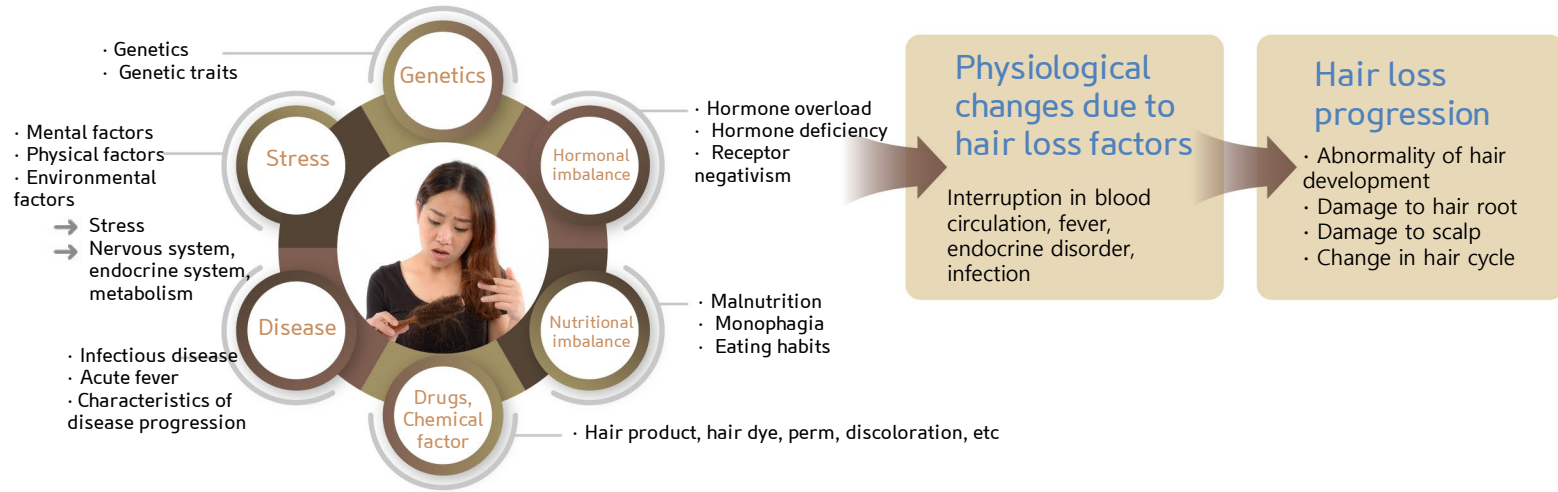 Genetics
· Genetics
· Genetic traits
Hormonal
imbalance
· Hormone overload
· Hormone deficiency
· Receptor
negativism
Nutritional
imbalance
· Malnutrition
· Monophagia
· Eating habits
Drugs,
Chemical
factor
· Hair product, hair dye, perm, discoloration, etc
Disease
· Infectious disease
· Acute fever
· Characteristics of
disease progression
Stress
· Mental factors
· Physical factors
· Environmental
factors
➔ Stress
➔ Nervous system,
endocrine system,
metabolism
Physiological
changes due to
hair loss factors
Interruption in blood
circulation, fever,
endocrine disorder,
infection
Hair loss
progression
· Abnormality of hair
development
· Damage to hair root
· Damage to scalp
· Change in hair cycle